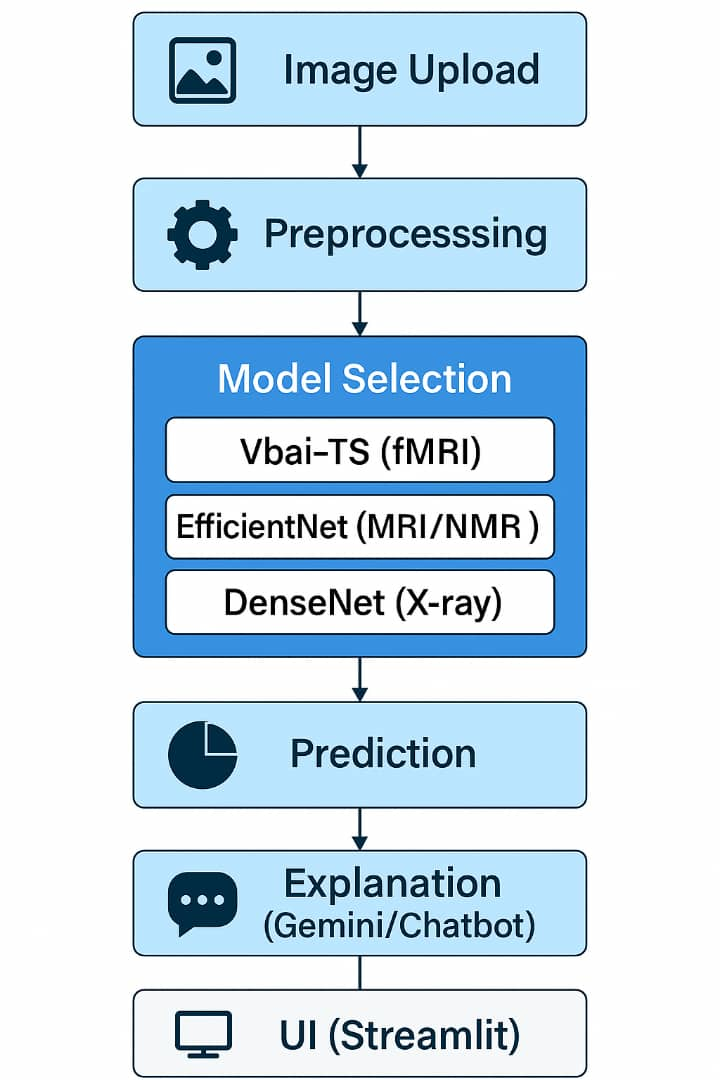 Image Upload
Preprocesssing
Model Selection
Vbai–TS (fMRI)
EfficientNet (MRI/NMR )
DenseNet (X-ray)
Prediction
Explanation
(Gemini/Chatbot)
UI (Streamlit)